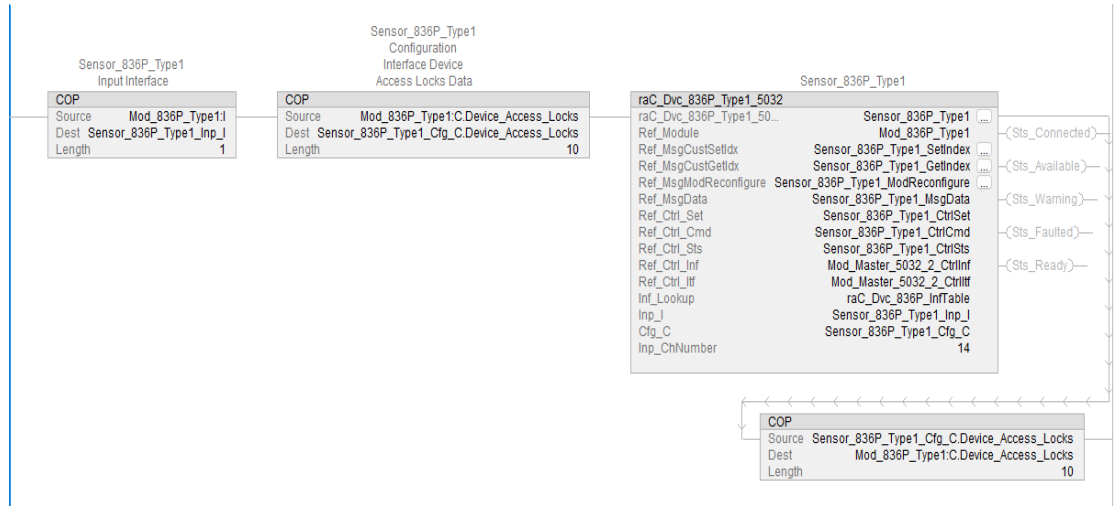 Sensor_836P_Type1
Input Interface
COP
Source Mod_836P_Type1:I
Dest Sensor_836P_Type1_Inp_I
Length 1
Sensor_836P_Type1
Configuration
Interface Device
Access Locks Data
COP
Source Mod_836P_Type1:C.Device_Access_Locks
Dest Sensor_836P_Type1_Cfg_C.Device_Access_Locks
Length 10
Sensor_836P_Type1
raC_Dvc_836P_Type1_5032
raC_Dvc_836P_Type1_50... Sensor_836P_Type1 ...
Ref_Module Mod_836P_Type1
Ref_MsgCustSetIdx Sensor_836P_Type1_SetIndex ...
Ref_MsgCustGetIdx Sensor_836P_Type1_GetIndex ...
Ref_MsgModReconfigure Sensor_836P_Type1_ModReconfigure ...
Ref_MsgData Sensor_836P_Type1_MsgData
Ref_Ctrl_Set Sensor_836P_Type1_CtrlSet
Ref_Ctrl_Cmd Sensor_836P_Type1_CtrlCmd
Ref_Ctrl_Sts Sensor_836P_Type1_CtrlSts
Ref_Ctrl_Inf Mod_Master_5032_2_CtrlInf
Ref_Ctrl_Itf Mod_Master_5032_2_CtrlItf
Inf_Lookup raC_Dvc_836P_InfTable
Inp_I Sensor_836P_Type1_Inp_I
Cfg_C Sensor_836P_Type1_Cfg_C
Inp_ChNumber 14
(Sts_Connected)
(Sts_Available)
(Sts_Warning)
(Sts_Faulted)
(Sts_Ready)
COP
Source Sensor_836P_Type1_Cfg_C.Device_Access_Locks
Dest Mod_836P_Type1:C.Device_Access_Locks
Length 10